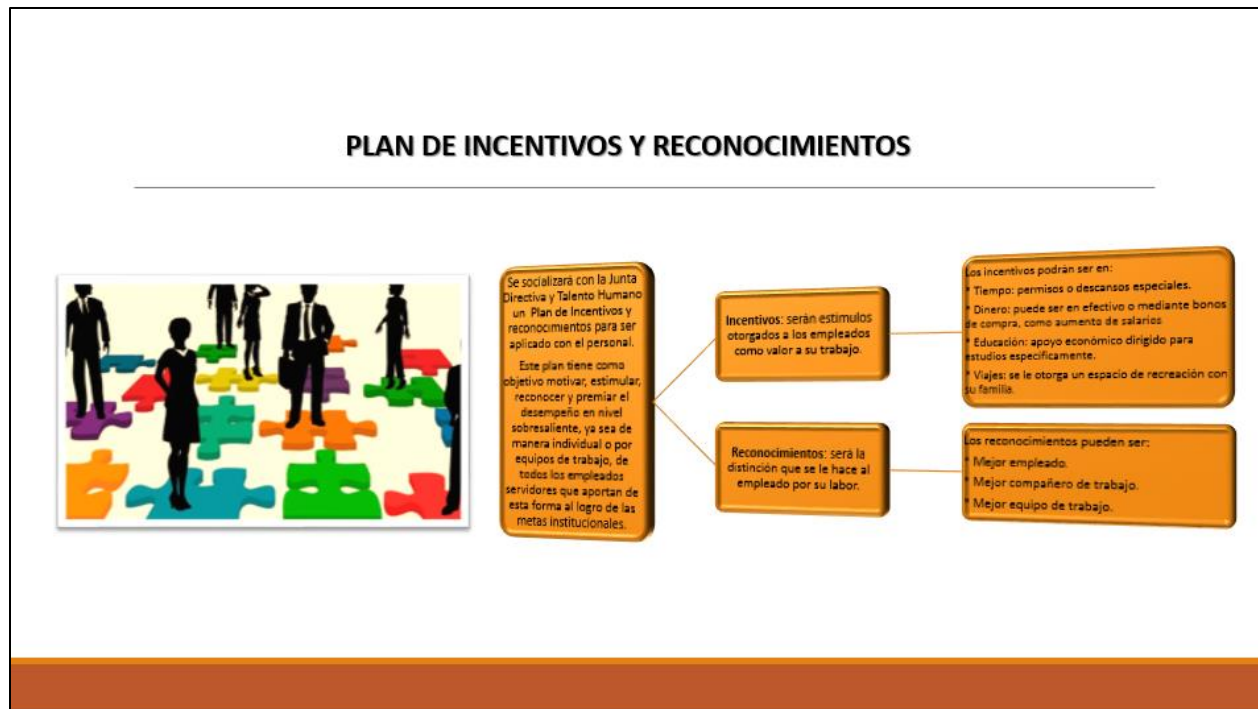 PLAN DE INCENTIVOS Y RECONOCIMIENTOS
Se socializará con la Junta
Directiva y Talento Humano
un Plan de Incentivos y
reconocimientos para ser
aplicado con el personal.
Este plan tiene como
objetivo motivar, estimular,
reconocer y premiar el
desempeño en nivel
sobresaliente, ya sea de
manera individual o por
equipos de trabajo, de
todos los empleados
servidores que aportan de
esta forma al logro de las
metas institucionales.
Incentivos: serán estímulos
otorgados a los empleados
como valor a su trabajo.
Los incentivos podrán ser en:
* Tiempo: permisos o descansos especiales.
* Dinero: puede ser en efectivo o mediante bonos
de compra, como aumento de salarios
* Educación: apoyo económico dirigido para
estudios específicamente.
* Viajes: se le otorga un espacio de recreación con
su familia.
Reconocimientos: será la
distinción que se le hace al
empleado por su labor.
Los reconocimientos pueden ser:
* Mejor empleado.
* Mejor compañero de trabajo.
* Mejor equipo de trabajo.